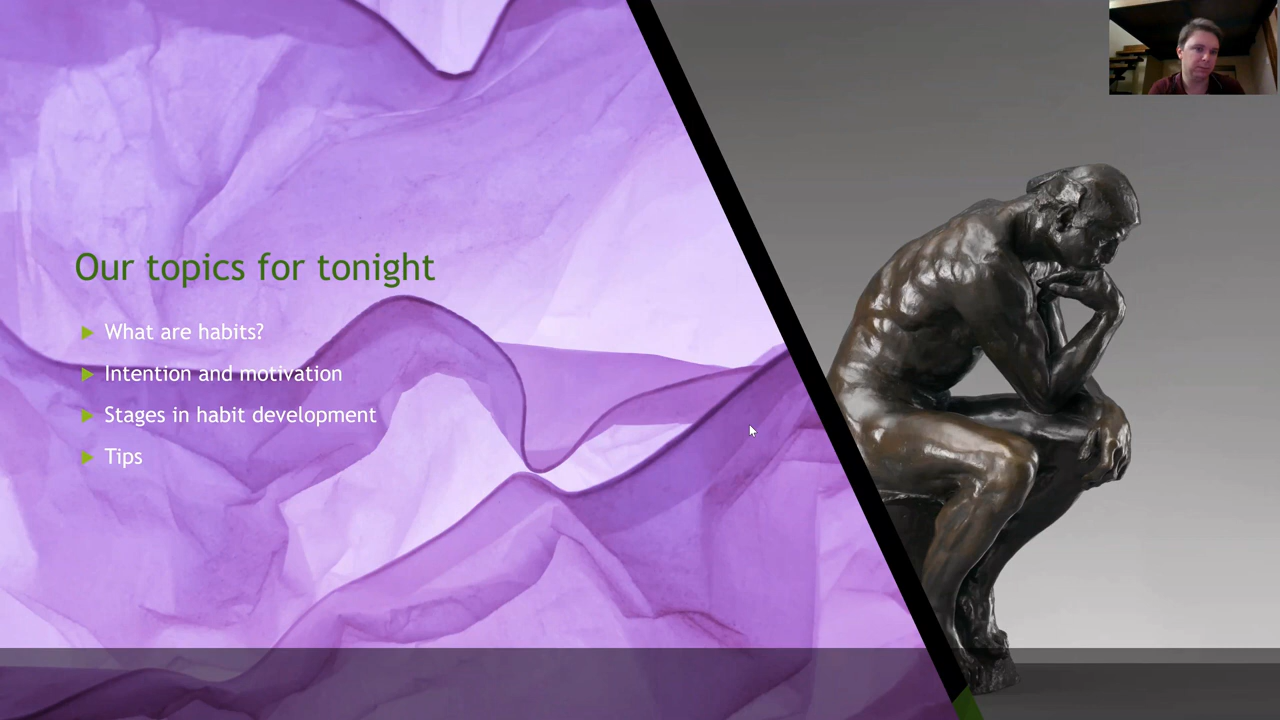 Our topics for tonight
What are habits?
Intention and motivation
Stages in habit development
Tips